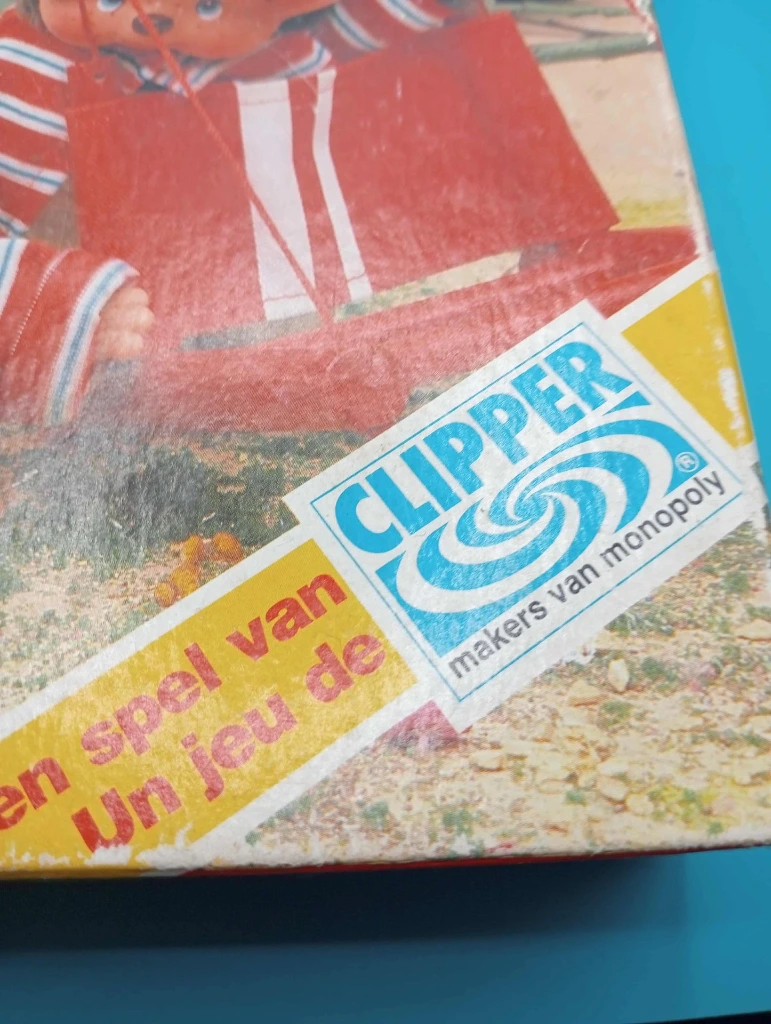 CLIPPER
®
makers van monopoly
en spel van
Un jeu de